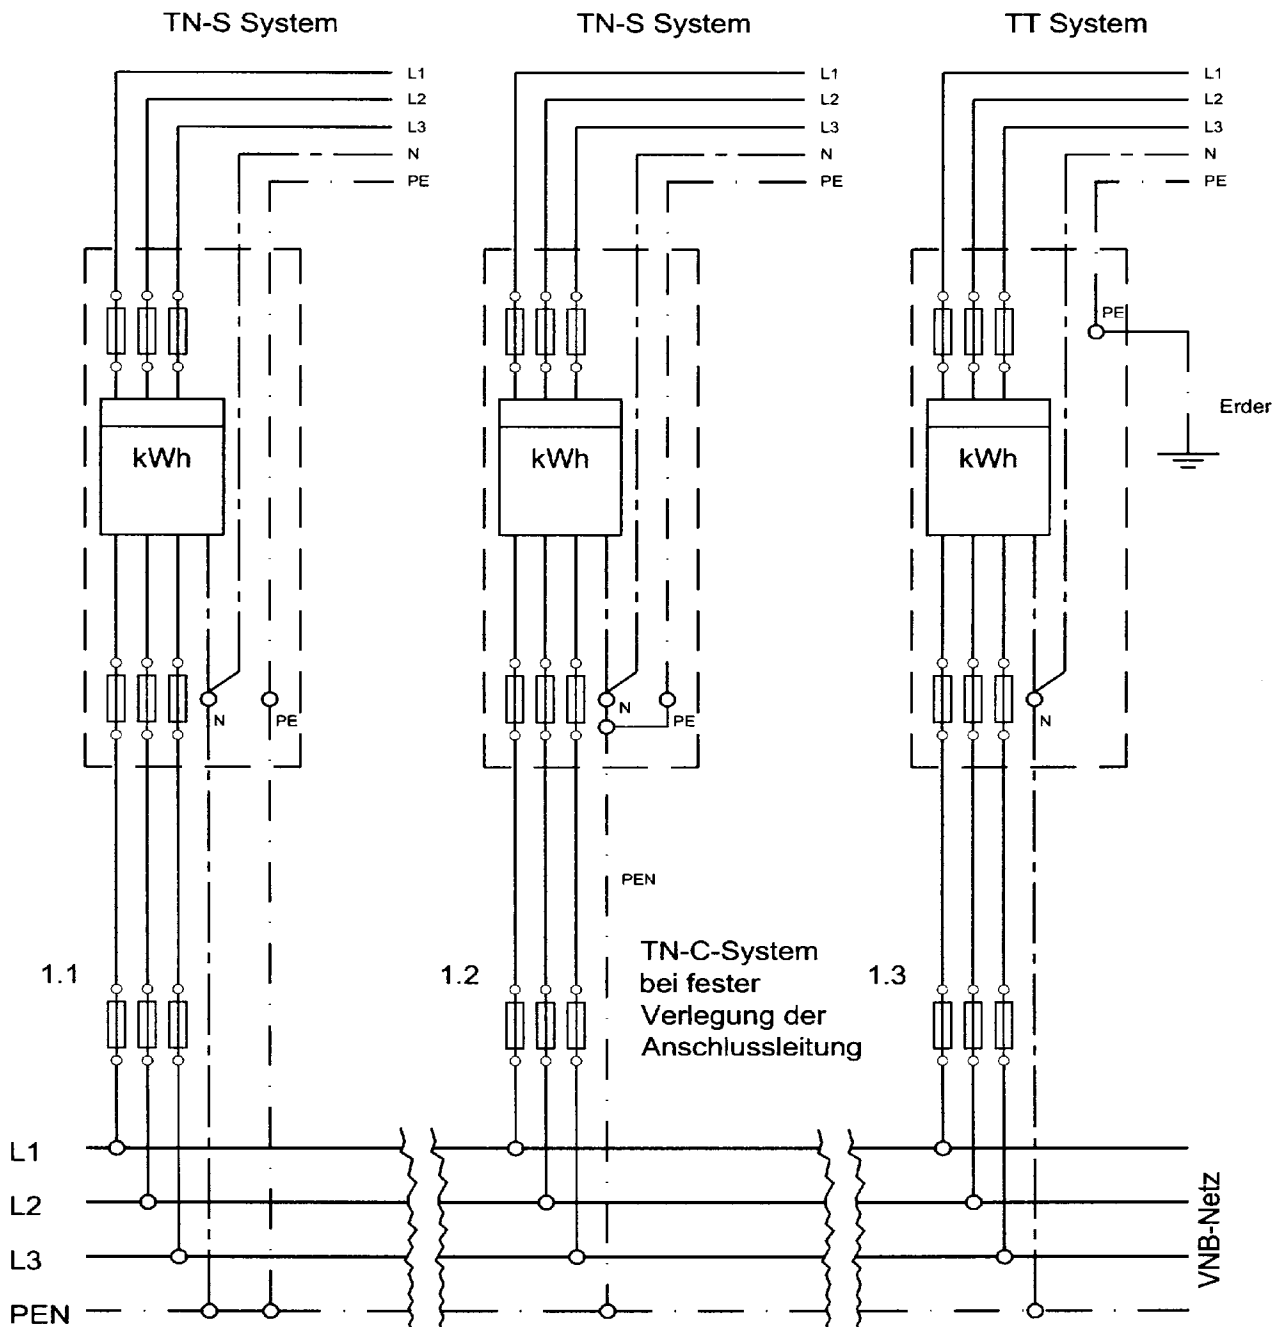 TN-S System
TN-S System
TT System
L1
L1
L1
L2
L2
L2
L3
L3
L3
N
N
N
PE
PE
PE
PE
Erder
kWh
kWh
kWh
N
PE
N
PE
N
PEN
TN-C-System
bei fester
Verlegung der
Anschlussleitung
1.1
1.2
1.3
L1
L2
L3
PEN
VNB-Netz